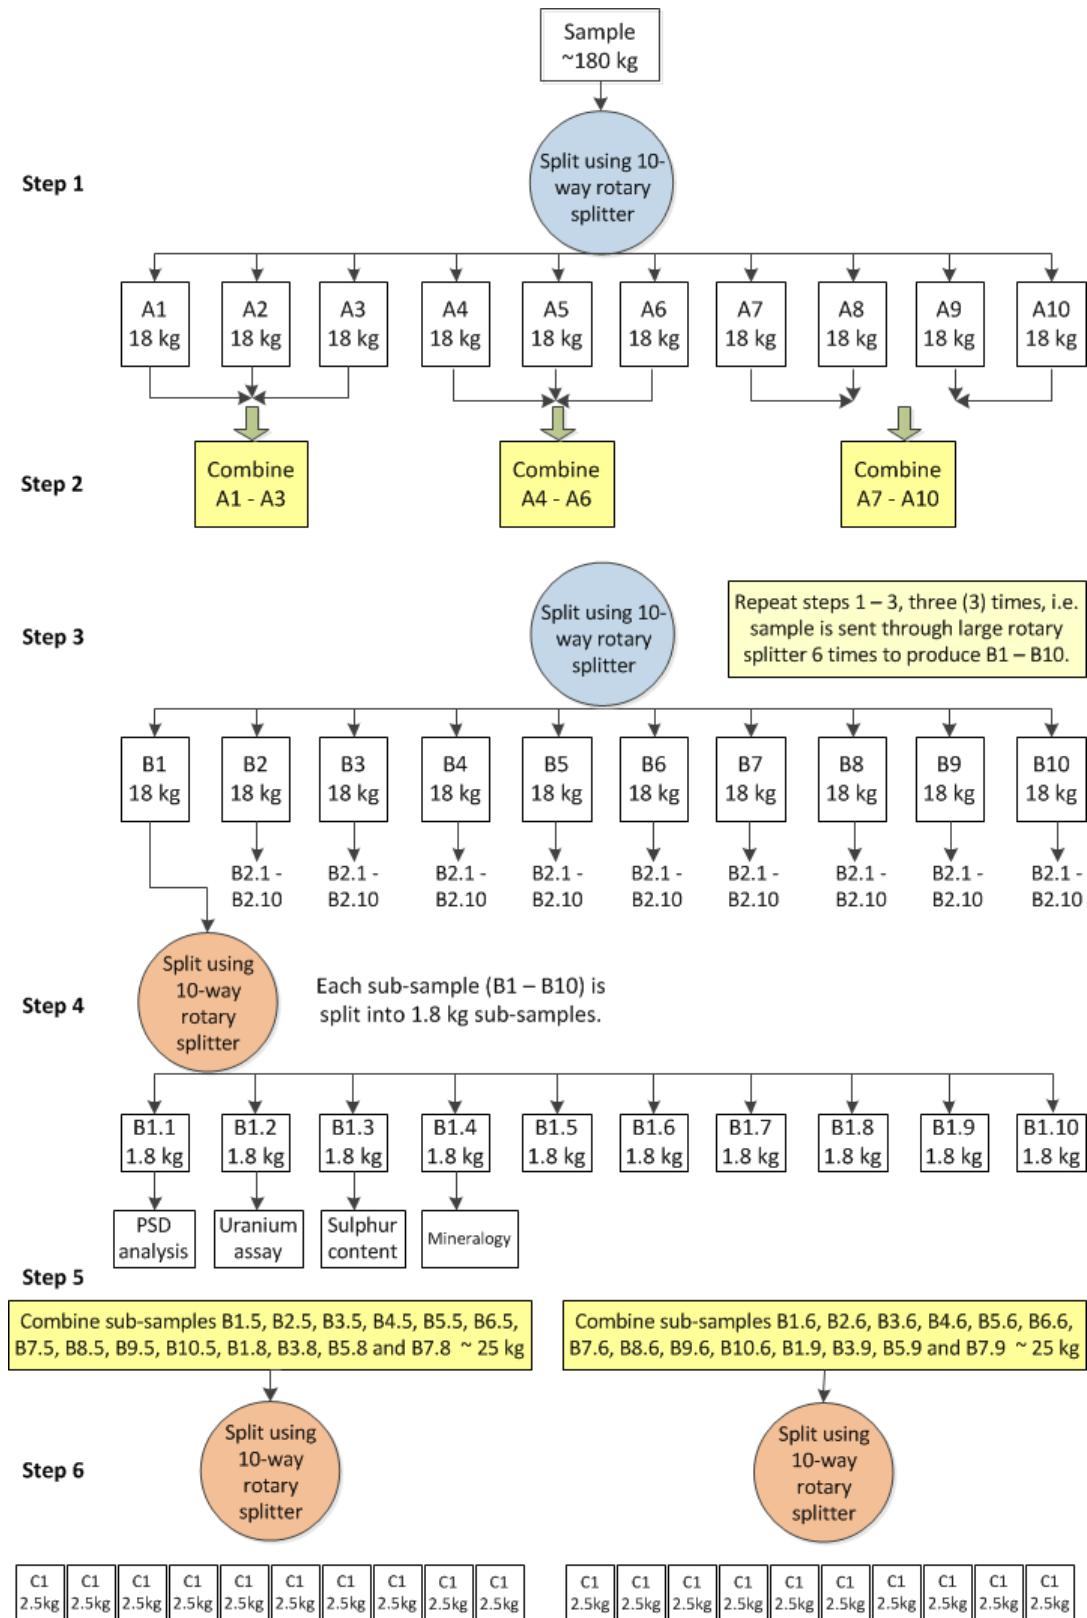 Sample
~180 kg
Step 1
Split using 10-
way rotary
splitter
A1
18 kg
A2
18 kg
A3
18 kg
A4
18 kg
A5
18 kg
A6
18 kg
A7
18 kg
A8
18 kg
A9
18 kg
A10
18 kg
Step 2
Combine
A1 - A3
Combine
A4 - A6
Combine
A7 - A10
Step 3
Split using 10-
way rotary
splitter
Repeat steps 1 – 3, three (3) times, i.e.
sample is sent through large rotary
splitter 6 times to produce B1 – B10.
B1
18 kg
B2
18 kg
B3
18 kg
B4
18 kg
B5
18 kg
B6
18 kg
B7
18 kg
B8
18 kg
B9
18 kg
B10
18 kg
B2.1 -
B2.10
B2.1 -
B2.10
B2.1 -
B2.10
B2.1 -
B2.10
B2.1 -
B2.10
B2.1 -
B2.10
B2.1 -
B2.10
B2.1 -
B2.10
B2.1 -
B2.10
Step 4
Split using
10-way
rotary
splitter
Each sub-sample (B1 – B10) is
split into 1.8 kg sub-samples.
B1.1
1.8 kg
B1.2
1.8 kg
B1.3
1.8 kg
B1.4
1.8 kg
B1.5
1.8 kg
B1.6
1.8 kg
B1.7
1.8 kg
B1.8
1.8 kg
B1.9
1.8 kg
B1.10
1.8 kg
PSD
analysis
Uranium
assay
Sulphur
content
Mineralogy
Step 5
Combine sub-samples B1.5, B2.5, B3.5, B4.5, B5.5, B6.5,
B7.5, B8.5, B9.5, B10.5, B1.8, B3.8, B5.8 and B7.8 ~ 25 kg
Combine sub-samples B1.6, B2.6, B3.6, B4.6, B5.6, B6.6,
B7.6, B8.6, B9.6, B10.6, B1.9, B3.9, B5.9 and B7.9 ~ 25 kg
Step 6
Split using
10-way
rotary
splitter
Split using
10-way
rotary
splitter
C1
2.5kg
C1
2.5kg
C1
2.5kg
C1
2.5kg
C1
2.5kg
C1
2.5kg
C1
2.5kg
C1
2.5kg
C1
2.5kg
C1
2.5kg
C1
2.5kg
C1
2.5kg
C1
2.5kg
C1
2.5kg
C1
2.5kg
C1
2.5kg
C1
2.5kg
C1
2.5kg
C1
2.5kg
C1
2.5kg